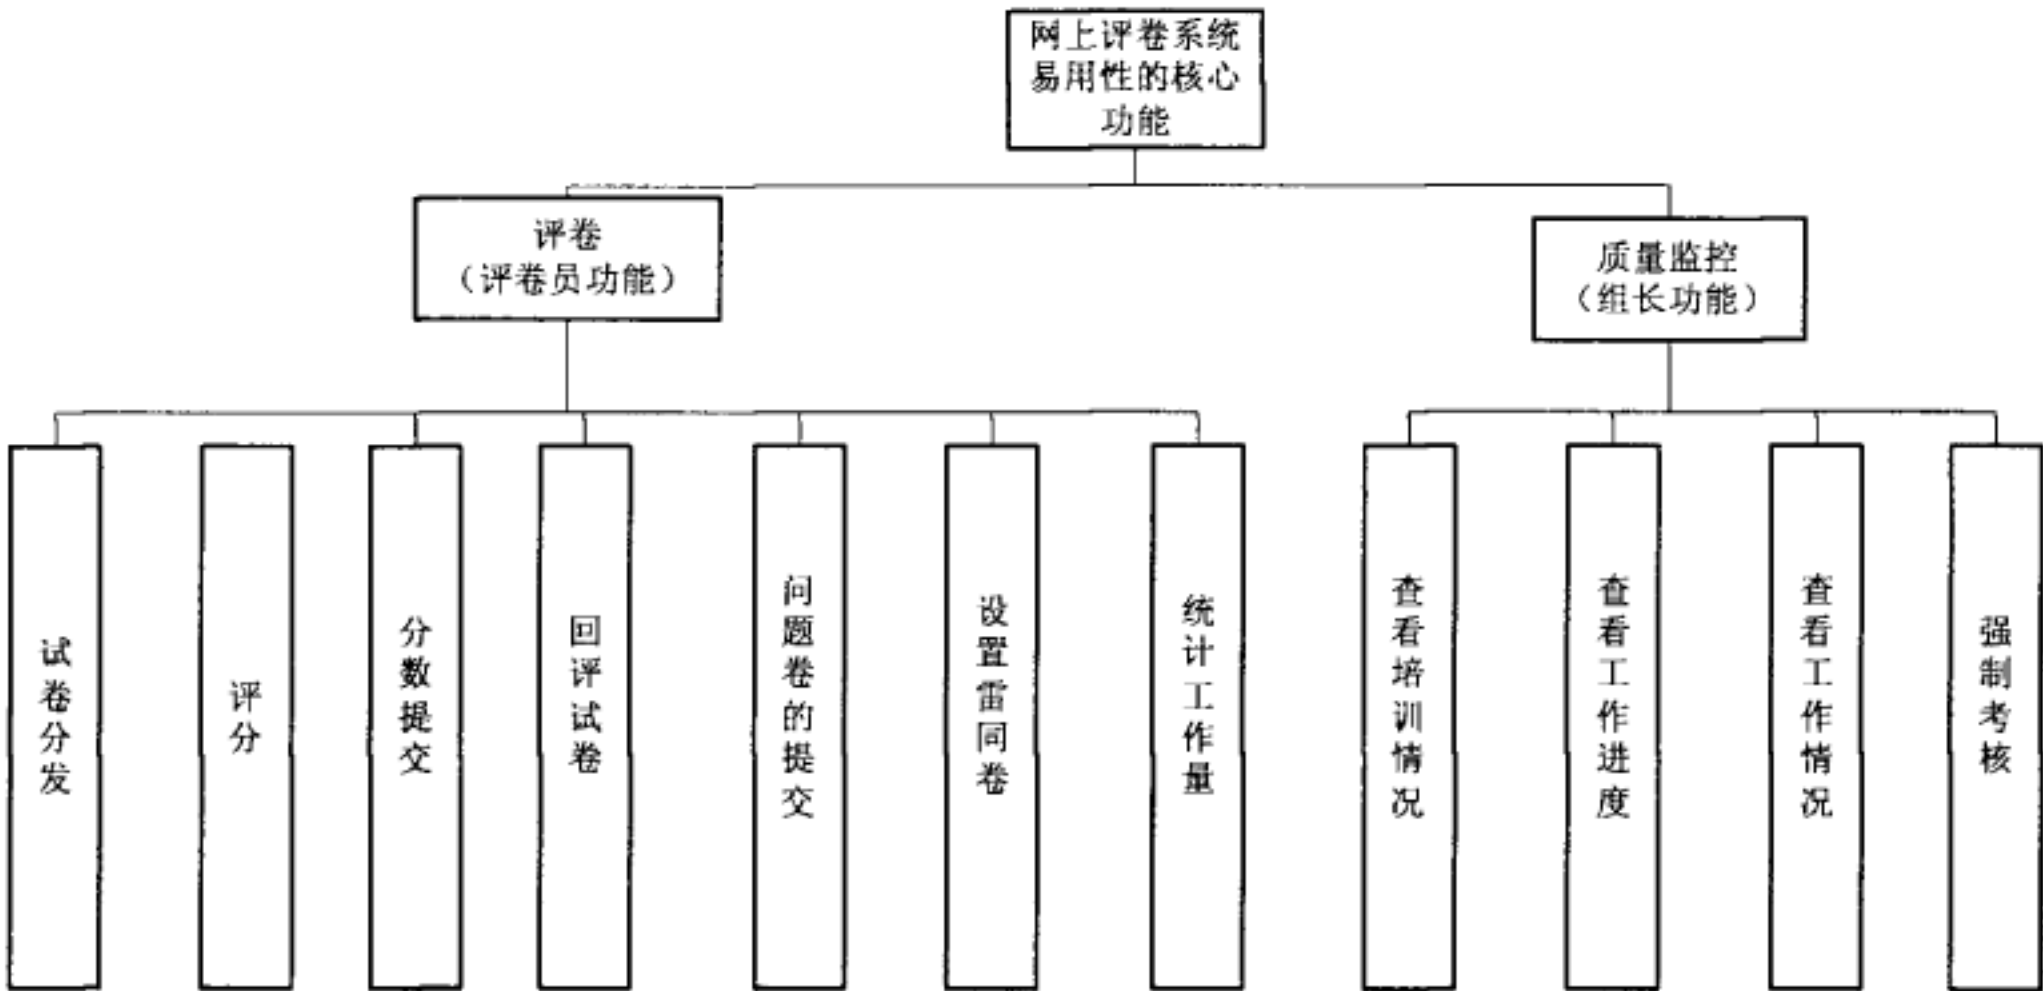 网上评卷系统
易用性的核心
功能
评卷
（评卷员功能）
质量监控
（组长功能）
试卷分发
评分
分数提交
回评试卷
问题卷的提交
设置雷同卷
统计工作量
查看培训情况
查看工作进度
查看工作情况
强制考核